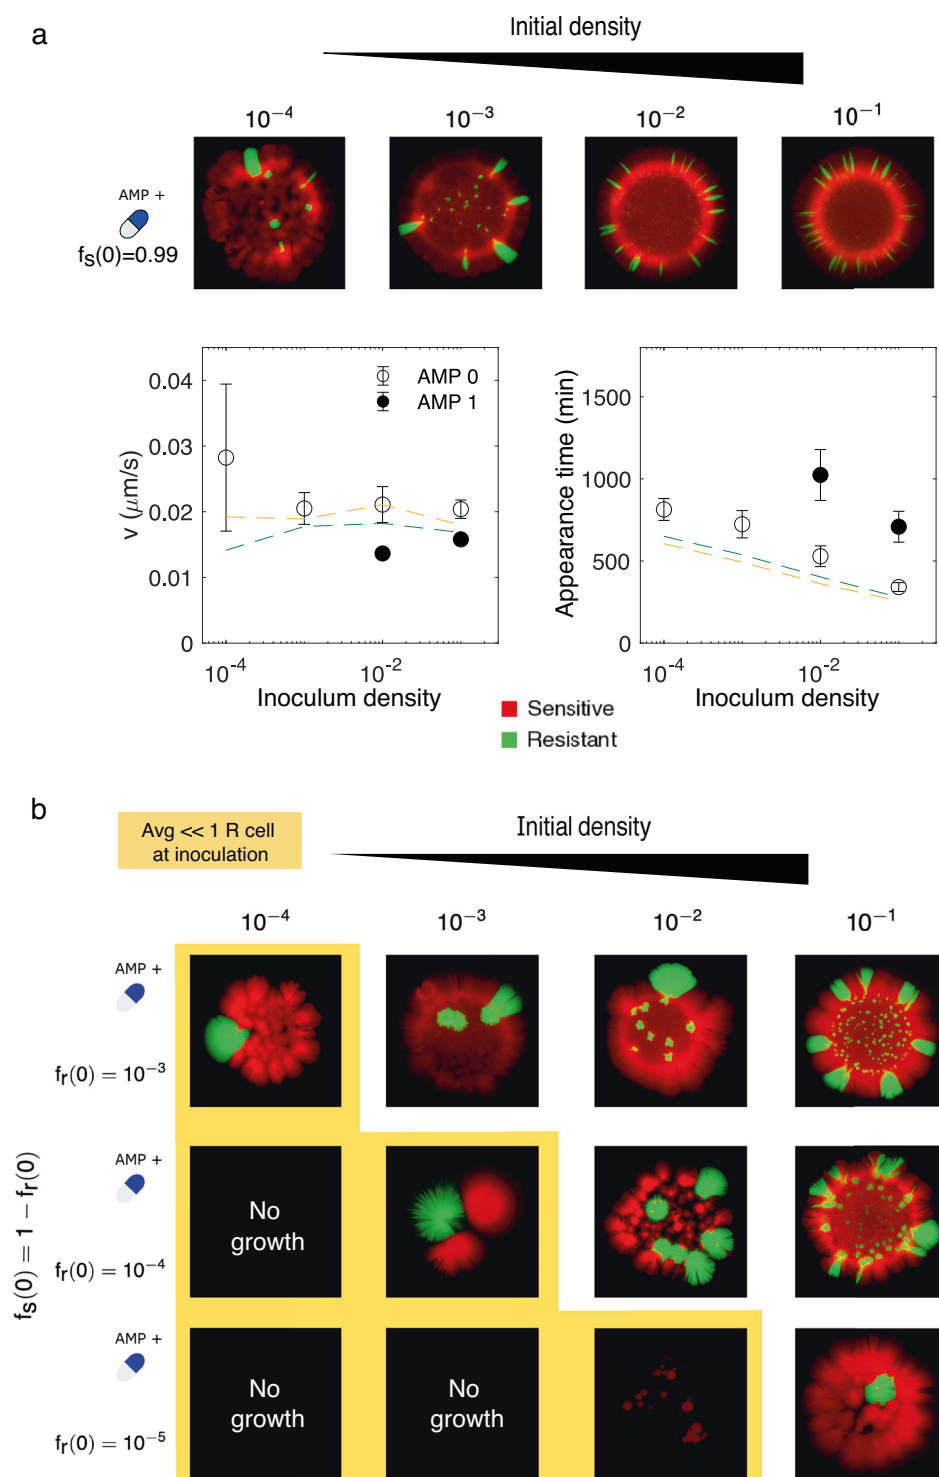 a
Initial density
10⁻⁴
10⁻³
10⁻²
10⁻¹
AMP +
fS(0)=0.99
0.04
0.03
0.02
0.01
0
v (μm/s)
AMP 0
AMP 1
10⁻⁴
10⁻²
Inoculum density
1500
1000
500
0
Appearance time (min)
10⁻⁴
10⁻²
Inoculum density
Sensitive
Resistant
b
Avg << 1 R cell
at inoculation
Initial density
10⁻⁴
10⁻³
10⁻²
10⁻¹
AMP +
fr(0) = 10⁻³
fs(0) = 1 − fr(0)
AMP +
fr(0) = 10⁻⁴
No
growth
AMP +
fr(0) = 10⁻⁵
No
growth
No
growth